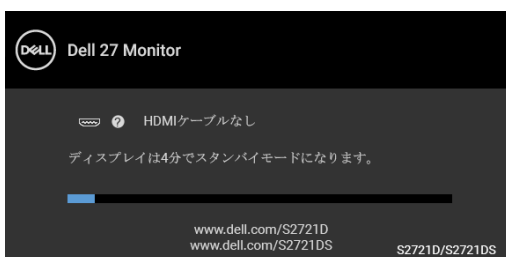 DELL Dell 27 Monitor
? HDMIケーブルなし
ディスプレイは4分でスタンバイモードになります。
www.dell.com/S2721D
www.dell.com/S2721DS
S2721D/S2721DS